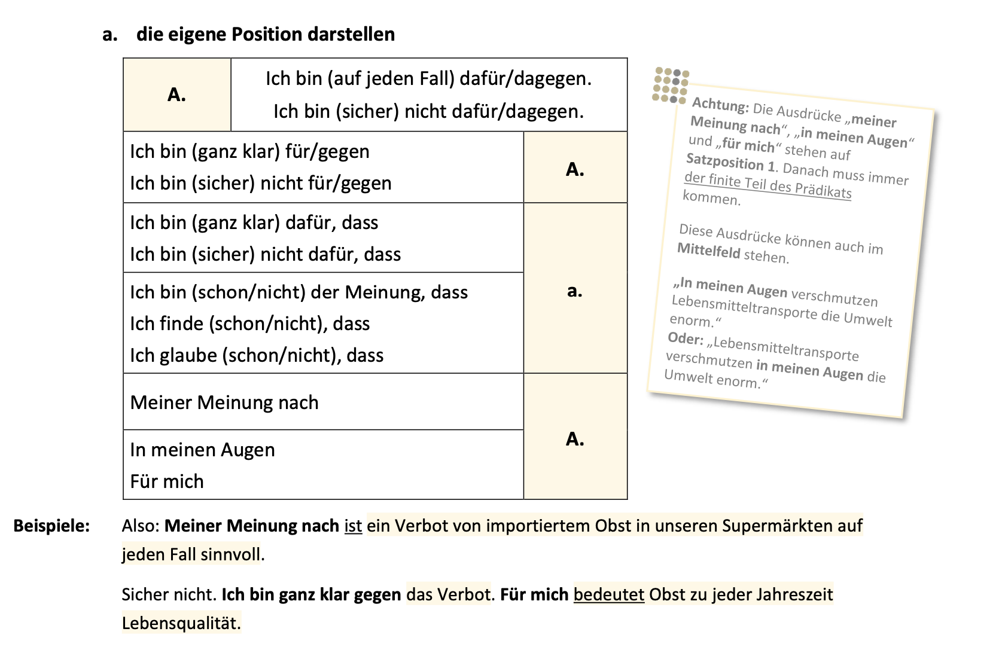 a. die eigene Position darstellen
A.
Ich bin (auf jeden Fall) dafür/dagegen.
Ich bin (sicher) nicht dafür/dagegen.
Ich bin (ganz klar) für/gegen
Ich bin (sicher) nicht für/gegen
A.
Ich bin (ganz klar) dafür, dass
Ich bin (sicher) nicht dafür, dass
Ich bin (schon/nicht) der Meinung, dass
Ich finde (schon/nicht), dass
Ich glaube (schon/nicht), dass
a.
Meiner Meinung nach
In meinen Augen
Für mich
A.
Achtung: Die Ausdrücke „meiner
Meinung nach“, „in meinen Augen“
und „für mich“ stehen auf
Satzposition 1. Danach muss immer
der finite Teil des Prädikats
kommen.
Diese Ausdrücke können auch im
Mittelfeld stehen.
„In meinen Augen verschmutzen
Lebensmitteltransporte die Umwelt
enorm.“
Oder: „Lebensmitteltransporte
verschmutzen in meinen Augen die
Umwelt enorm.“
Beispiele: Also: Meiner Meinung nach ist ein Verbot von importiertem Obst in unseren Supermärkten auf
jeden Fall sinnvoll.
Sicher nicht. Ich bin ganz klar gegen das Verbot. Für mich bedeutet Obst zu jeder Jahreszeit
Lebensqualität.